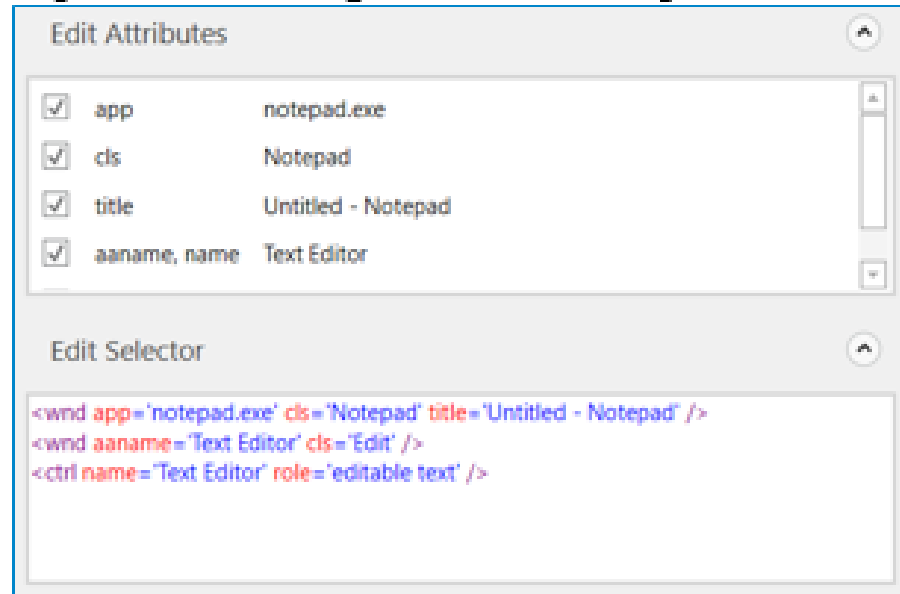 Edit Attributes
app notepad.exe
cls Notepad
title Untitled - Notepad
aaname, name Text Editor
Edit Selector
<wnd app='notepad.exe' cls='Notepad' title='Untitled - Notepad' />
<wnd aaname='Text Editor' cls='Edit' />
<ctrl name='Text Editor' role='editable text' />